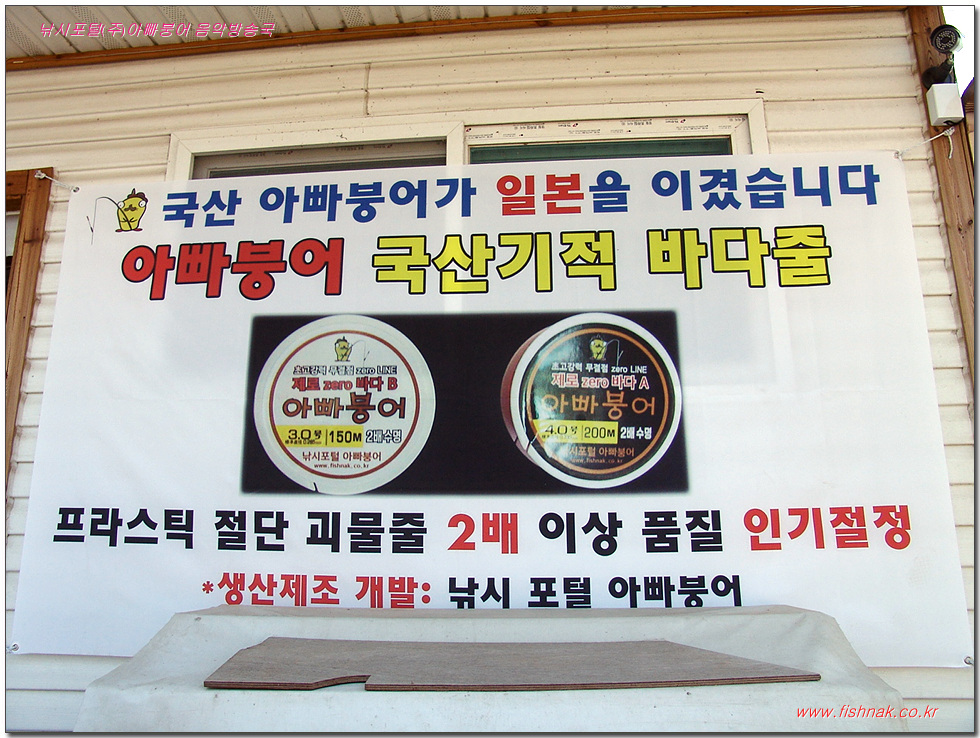 낚시포털(주)아빠붕어 음악방송국
국산 아빠붕어가 일본을 이겼습니다
아빠붕어 국산기적 바다줄
초고강력 무결점 zero LINE
제로 zero 바다 B
아빠붕어
3.0号 150M 2배수명
낚시포털 아빠붕어
www.fishnak.co.kr
초고강력 무결점 zero LINE
제로 zero 바다 A
아빠붕어
4.0号 200M 2배수명
낚시포털 아빠붕어
www.fishnak.co.kr
프라스틱 절단 괴물줄 2배 이상 품질 인기절정
*생산제조 개발: 낚시 포털 아빠붕어
www.fishnak.co.kr